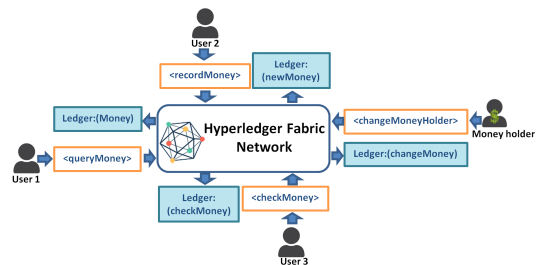 User 2
<recordMoney>
Ledger:
(newMoney)
Ledger:(Money)
<changeMoneyHolder>
Money holder
Hyperledger Fabric
Network
<queryMoney>
User 1
Ledger:(changeMoney)
Ledger:
(checkMoney)
<checkMoney>
User 3